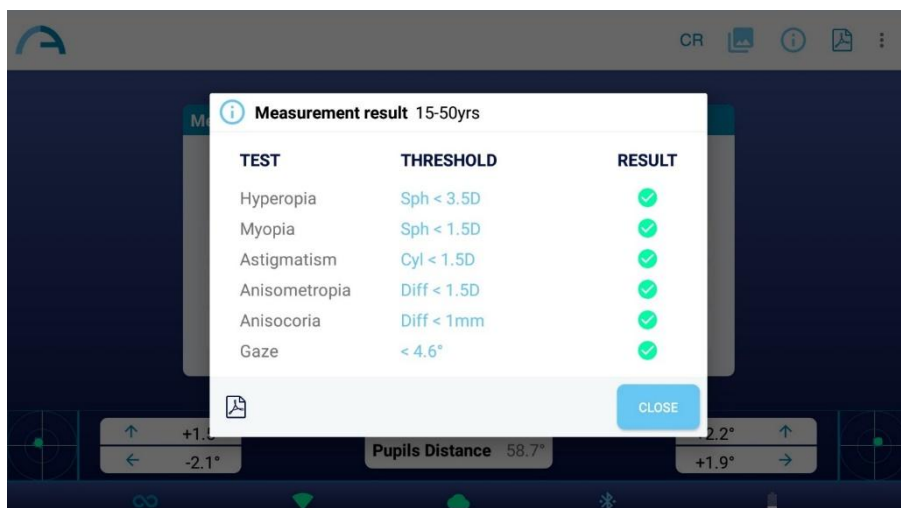 CR
Measurement result 15-50yrs
TEST THRESHOLD RESULT
Hyperopia Sph < 3.5D
Myopia Sph < 1.5D
Astigmatism Cyl < 1.5D
Anisometropia Diff < 1.5D
Anisocoria Diff < 1mm
Gaze < 4.6°
CLOSE
Pupils Distance 58.7°
-2.1° +1.9°